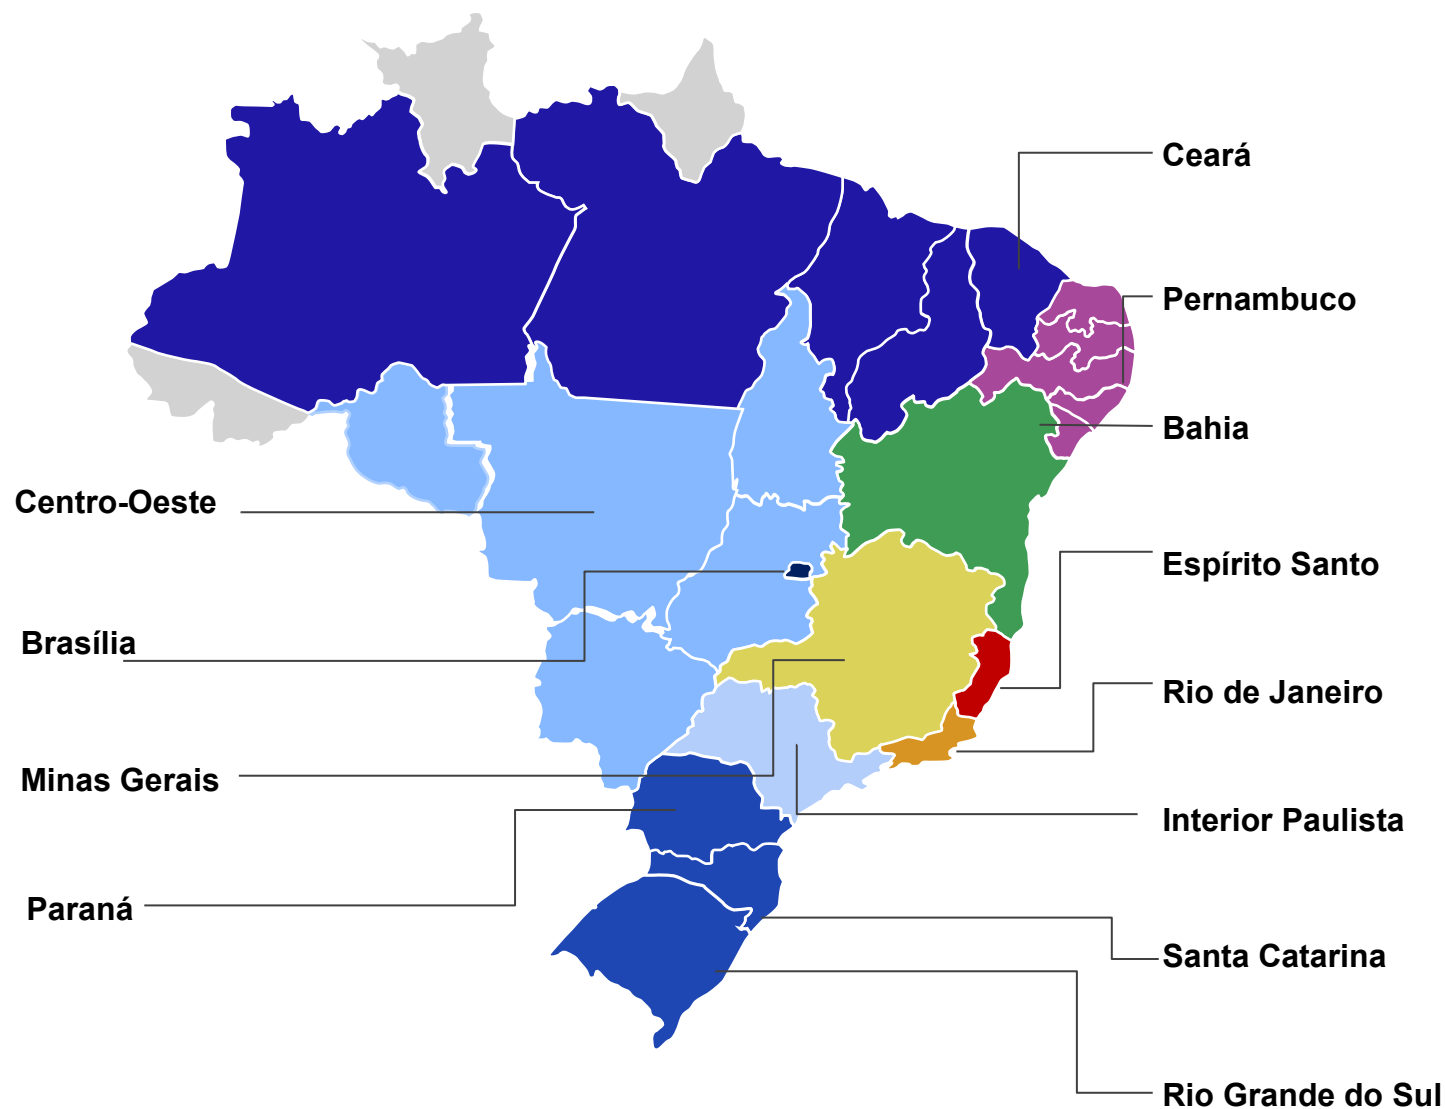 Ceará
Pernambuco
Bahia
Centro-Oeste
Espírito Santo
Brasília
Rio de Janeiro
Minas Gerais
Interior Paulista
Paraná
Santa Catarina
Rio Grande do Sul